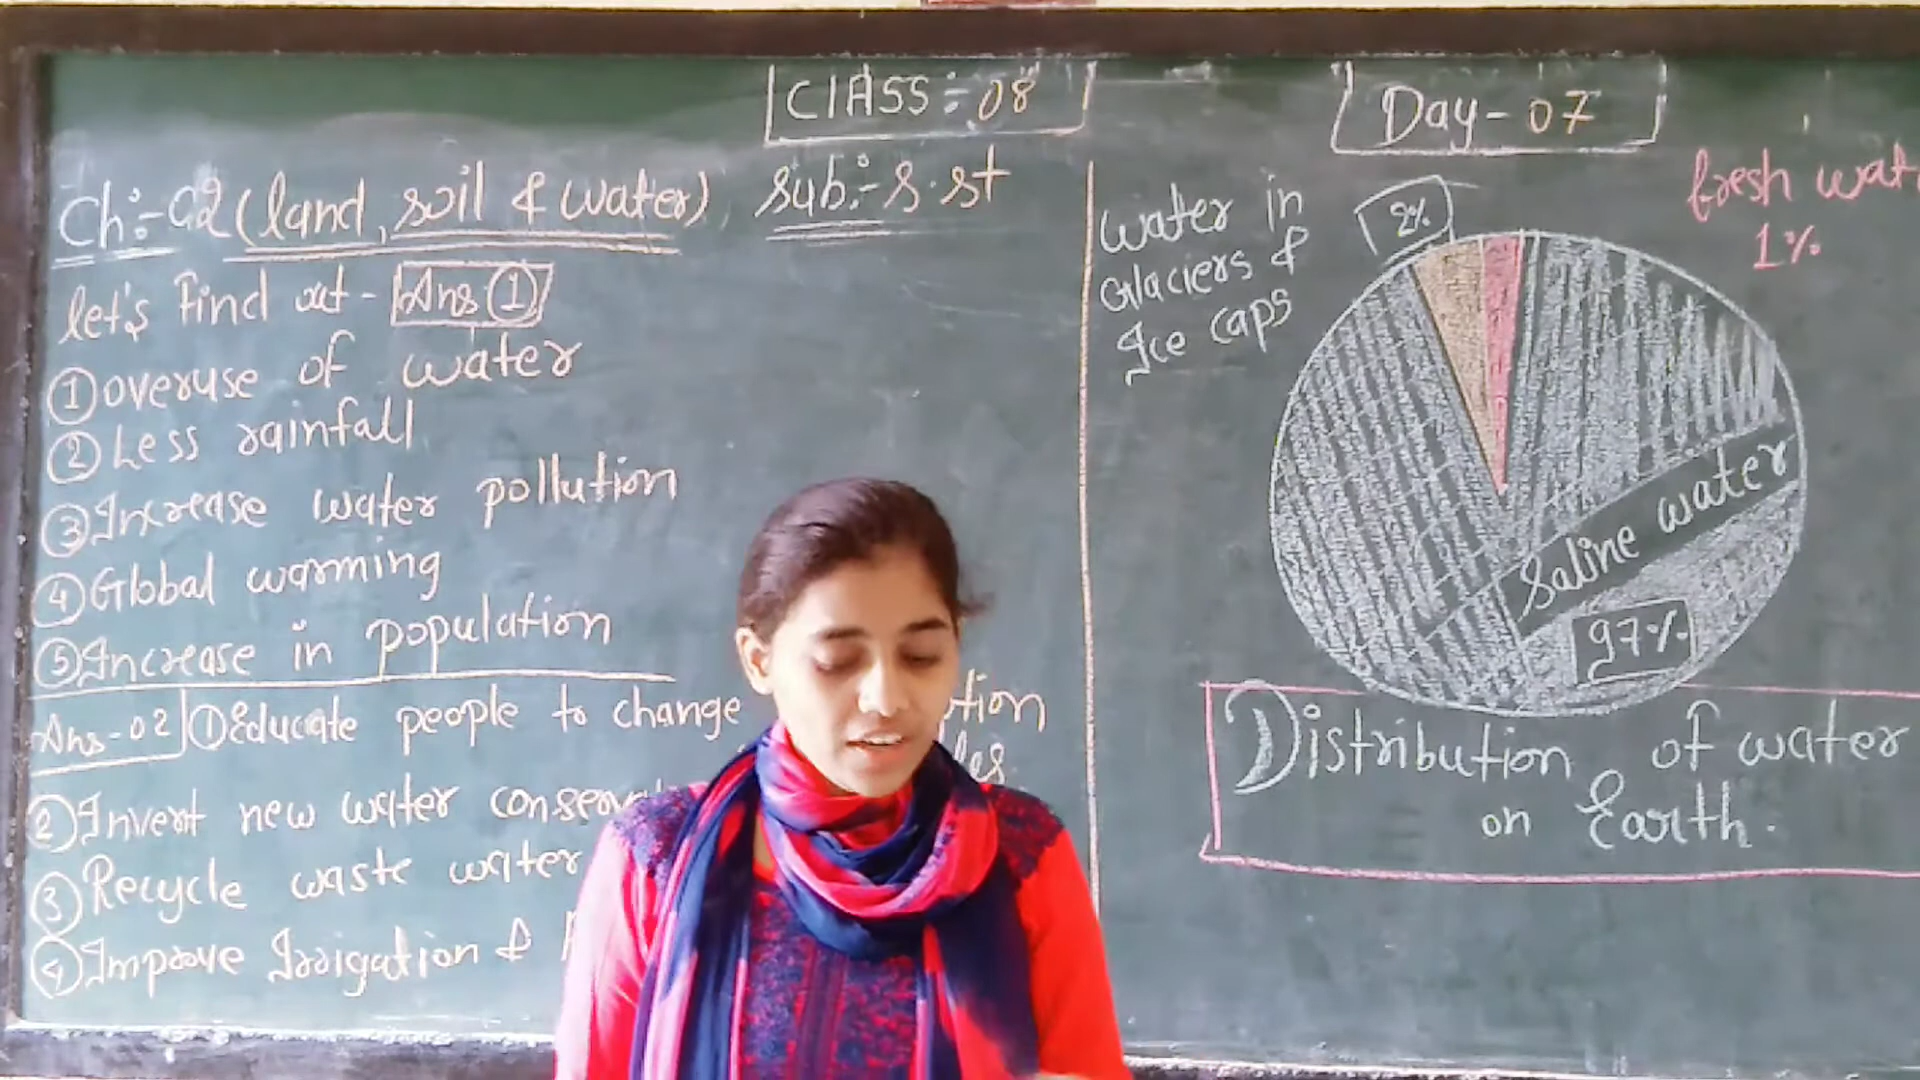 CLASS:- 08
Day- 07
Ch:- 02 (land, soil & water), sub:- s.st
let's Find out - Ans ①
① overuse of water
② Less rainfall
③ Increase water pollution
④ Global warming
⑤ Increase in population
Ans-02 ① Educate people to change
② Invent new water
③ Recycle waste water
④ Improve Irrigation &
Water in
Glaciers &
Ice caps
2%
fresh
1%
Saline water
97%
Distribution of water
on Earth.